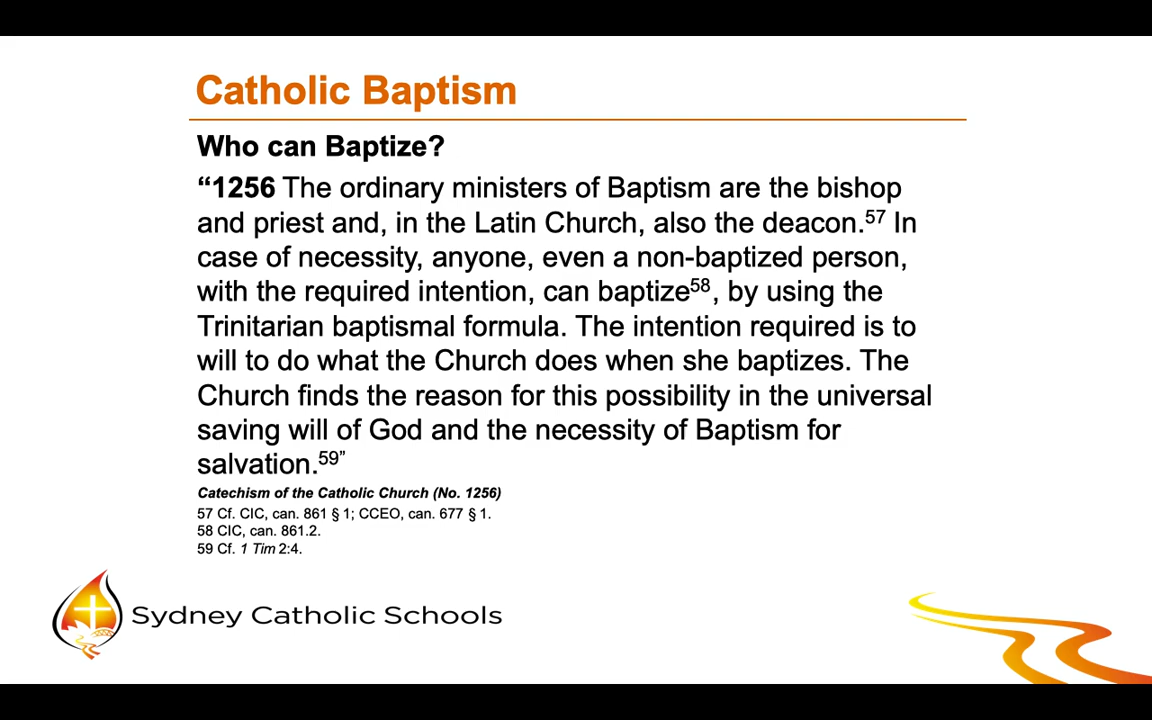 Catholic Baptism
Who can Baptize?
“1256 The ordinary ministers of Baptism are the bishop
and priest and, in the Latin Church, also the deacon.57 In
case of necessity, anyone, even a non-baptized person,
with the required intention, can baptize58, by using the
Trinitarian baptismal formula. The intention required is to
will to do what the Church does when she baptizes. The
Church finds the reason for this possibility in the universal
saving will of God and the necessity of Baptism for
salvation.59”
Catechism of the Catholic Church (No. 1256)
57 Cf. CIC, can. 861 § 1; CCEO, can. 677 § 1.
58 CIC, can. 861.2.
59 Cf. 1 Tim 2:4.
Sydney Catholic Schools